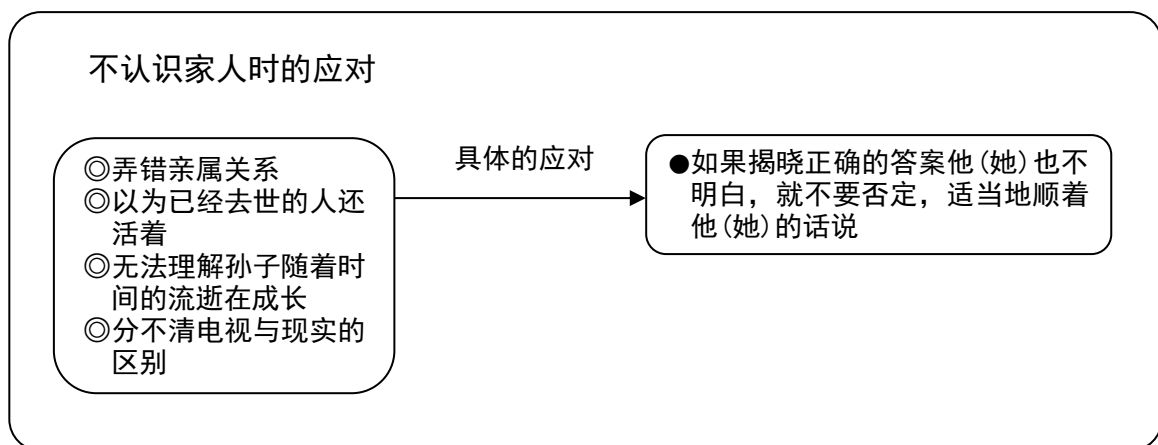 不认识家人时的应对
◎弄错亲属关系
◎以为已经去世的人还
活着
◎无法理解孙子随着时
间的流逝在成长
◎分不清电视与现实的
区别
具体的应对
●如果揭晓正确的答案他(她)也不
明白，就不要否定，适当地顺着
他(她)的话说